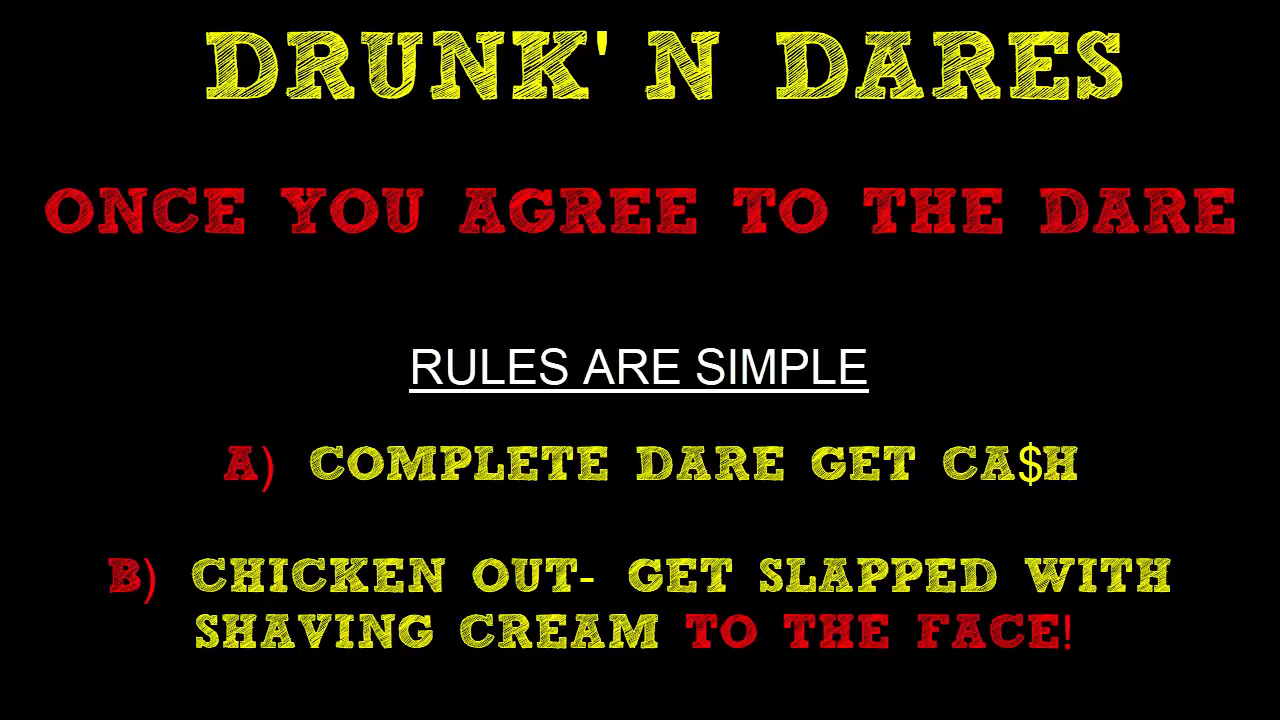 DRUNK' N DARES
ONCE YOU AGREE TO THE DARE
RULES ARE SIMPLE
A) COMPLETE DARE GET CA$H
B) CHICKEN OUT- GET SLAPPED WITH
SHAVING CREAM TO THE FACE!